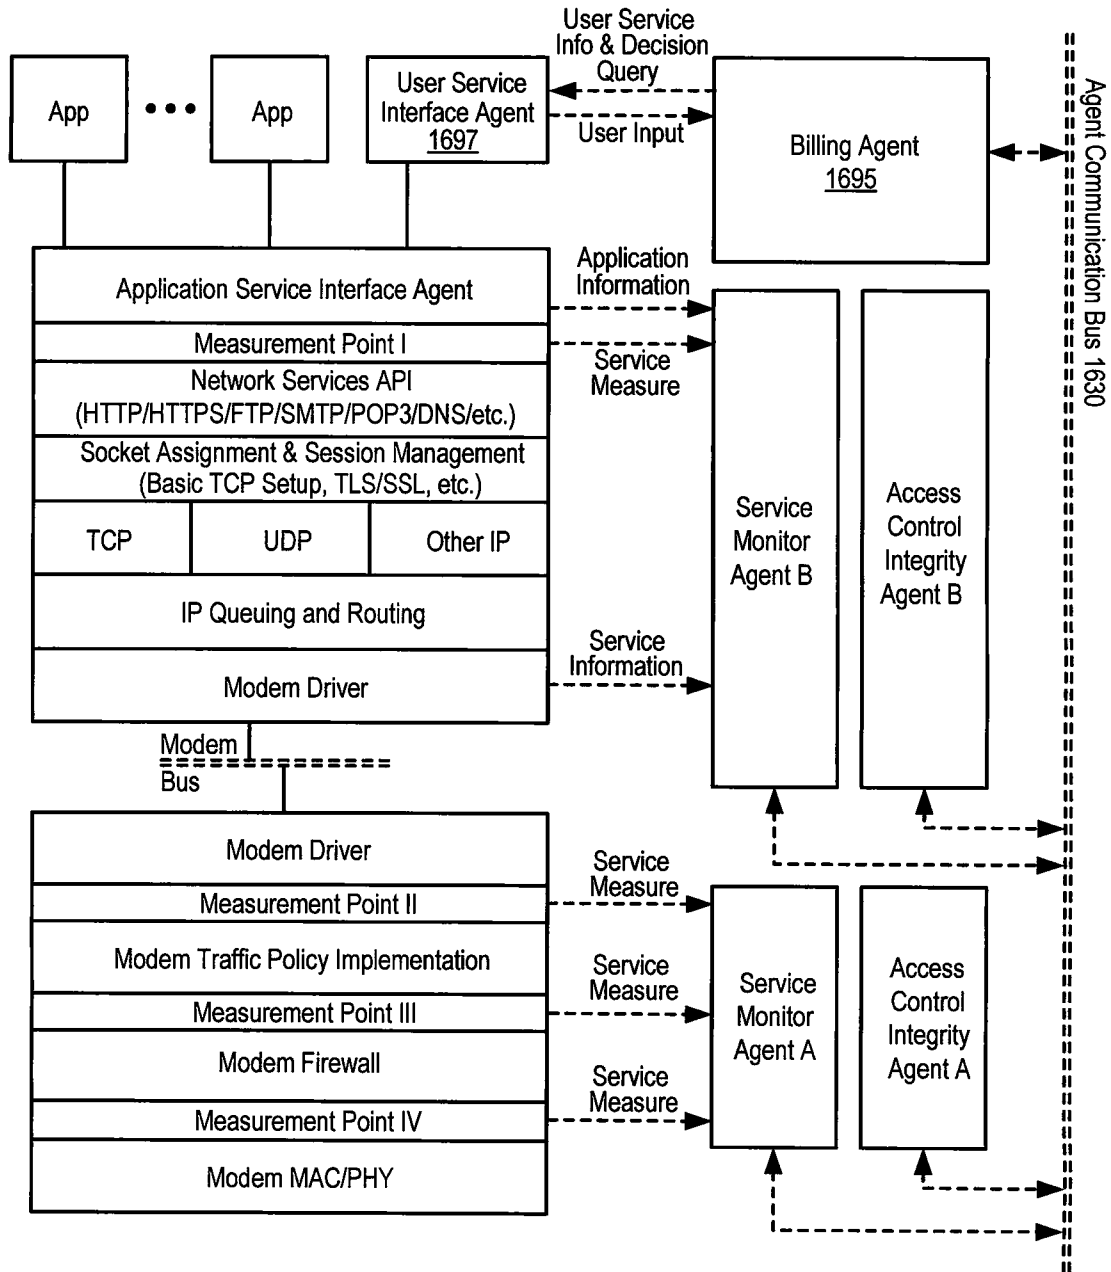 User Service
Info & Decision
Query
User Input
App
App
User Service
Interface Agent
1697
Billing Agent
1695
Agent Communication Bus 1630
Application Service Interface Agent
Application
Information
Measurement Point I
Service
Measure
Network Services API
(HTTP/HTTPS/FTP/SMTP/POP3/DNS/etc.)
Socket Assignment & Session Management
(Basic TCP Setup, TLS/SSL, etc.)
TCP
UDP
Other IP
IP Queuing and Routing
Modem Driver
Service
Information
Service
Monitor
Agent B
Access
Control
Integrity
Agent B
Modem
Bus
Modem Driver
Measurement Point II
Service
Measure
Modem Traffic Policy Implementation
Measurement Point III
Service
Measure
Modem Firewall
Measurement Point IV
Service
Measure
Modem MAC/PHY
Service
Monitor
Agent A
Access
Control
Integrity
Agent A